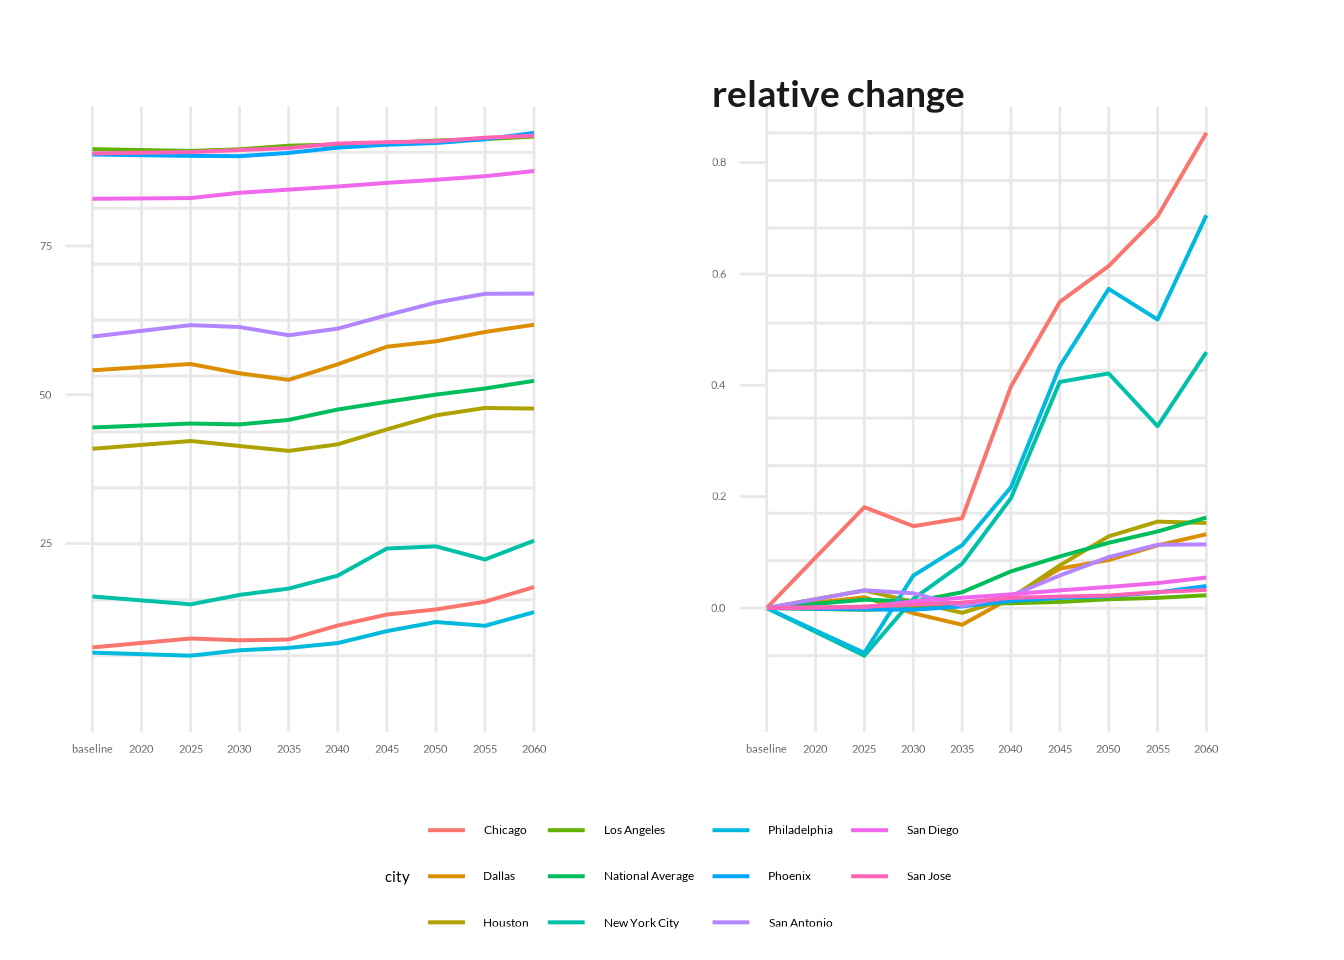 relative change
75
50
25
baseline 2020 2025 2030 2035 2040 2045 2050 2055 2060
0.8
0.6
0.4
0.2
0.0
baseline 2020 2025 2030 2035 2040 2045 2050 2055 2060
Chicago Los Angeles Philadelphia San Diego
city Dallas National Average Phoenix San Jose
Houston New York City San Antonio